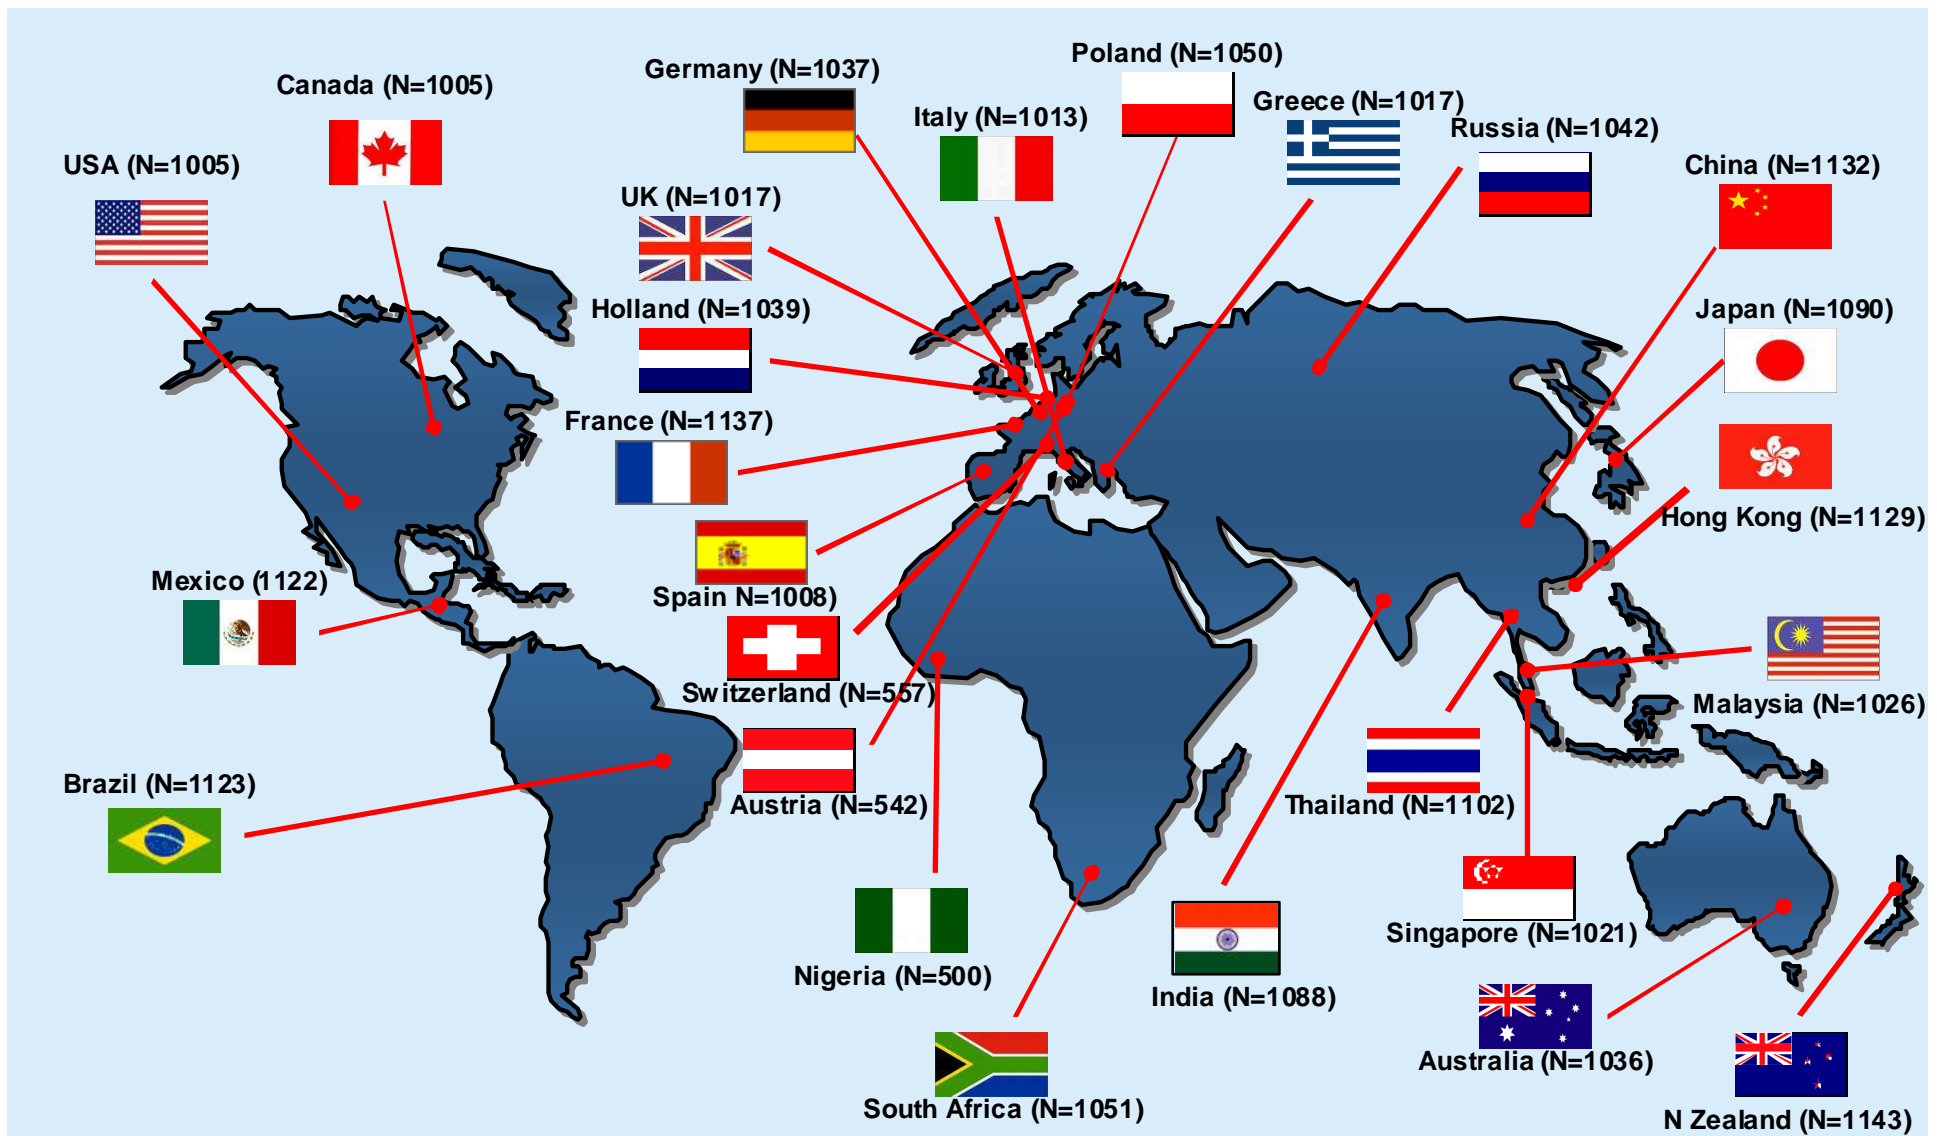 Poland (N=1050)
Germany (N=1037)
Canada (N=1005)
Greece (N=1017)
Italy (N=1013)
Russia (N=1042)
USA (N=1005)
China (N=1132)
UK (N=1017)
Holland (N=1039)
Japan (N=1090)
France (N=1137)
Hong Kong (N=1129)
Mexico (1122)
Spain N=1008)
Switzerland (N=557)
Malaysia (N=1026)
Brazil (N=1123)
Austria (N=542)
Thailand (N=1102)
Singapore (N=1021)
Nigeria (N=500)
India (N=1088)
Australia (N=1036)
South Africa (N=1051)
N Zealand (N=1143)